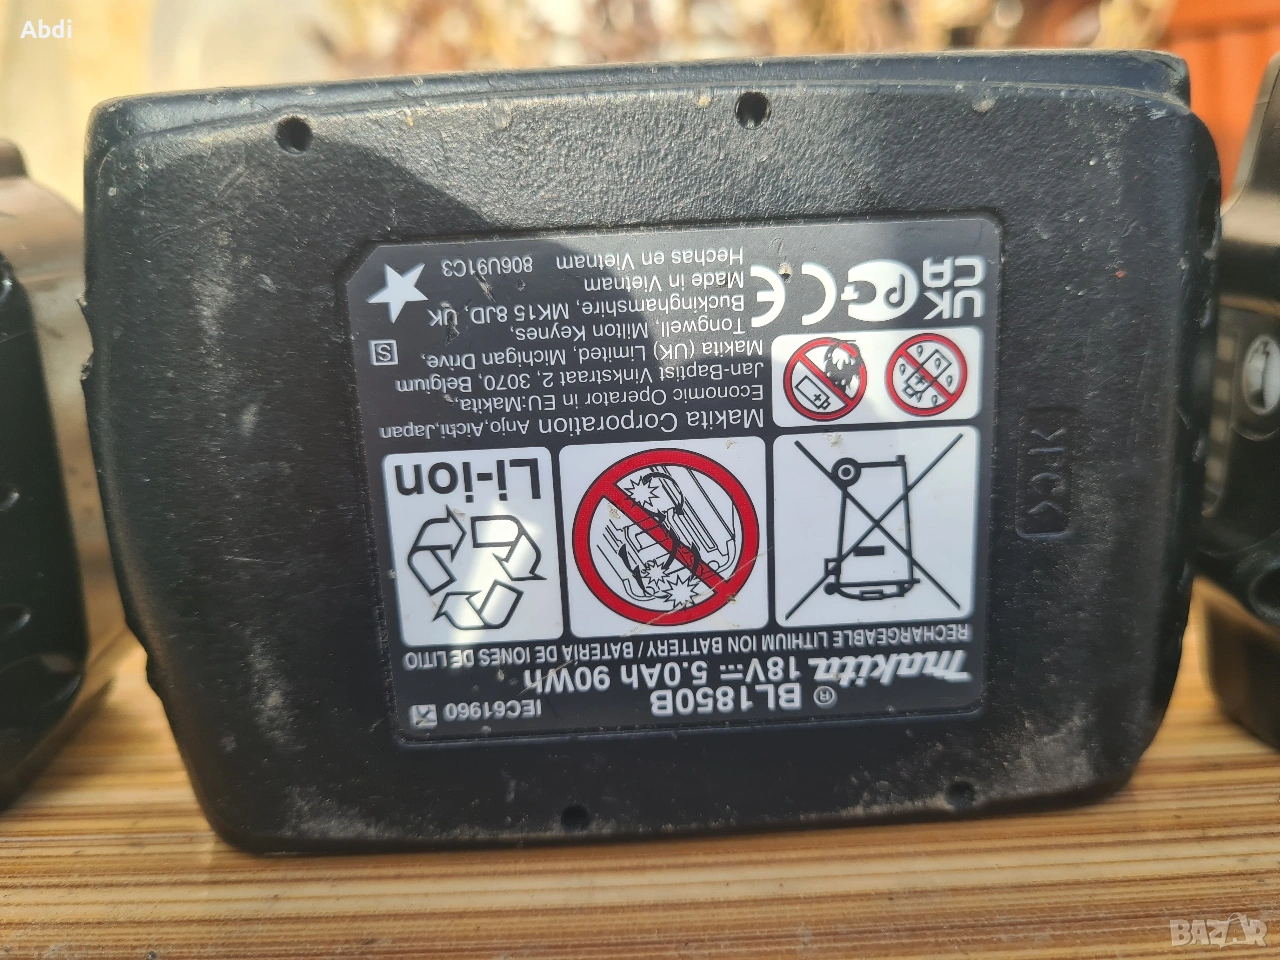 Abdi
makita
® BL1850B
IEC61960
18V 5.0Ah 90Wh
RECHARGEABLE LITHIUM ION BATTERY / BATERÍA DE IONES DE LITIO
Li-ion
Makita Corporation Anjo,Aichi,Japan
Economic Operator in EU:Makita,
Jan-Baptist Vinkstraat 2, 3070, Belgium
Makita (UK) Limited, Michigan Drive,
Tongwell, Milton Keynes,
Buckinghamshire, MK15 8JD, UK
Made in Vietnam
Hechas en Vietnam
806U91C3
S
UK
CA
CE
BAZAR